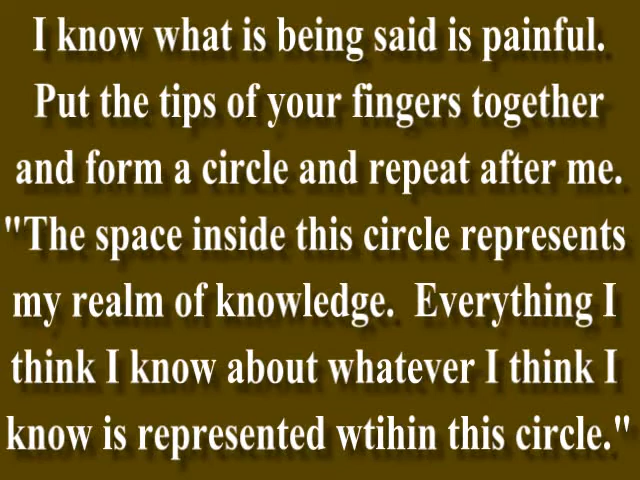 I know what is being said is painful.
Put the tips of your fingers together
and form a circle and repeat after me.
"The space inside this circle represents
my realm of knowledge.  Everything I
think I know about whatever I think I
know is represented wtihin this circle."